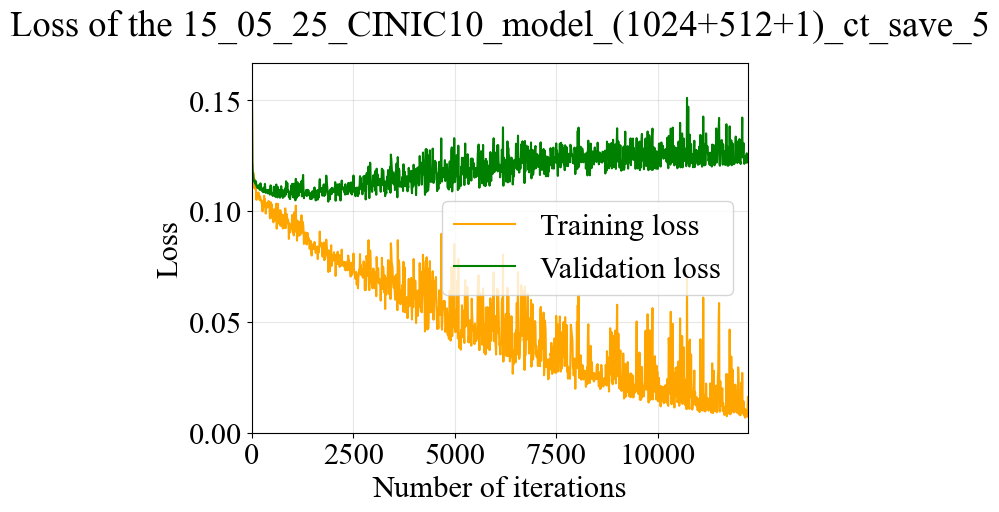 Loss of the 15_05_25_CINIC10_model_(1024+512+1)_ct_save_5
0.15
0.10
0.05
0.00
Loss
Training loss
Validation loss
0 2500 5000 7500 10000
Number of iterations